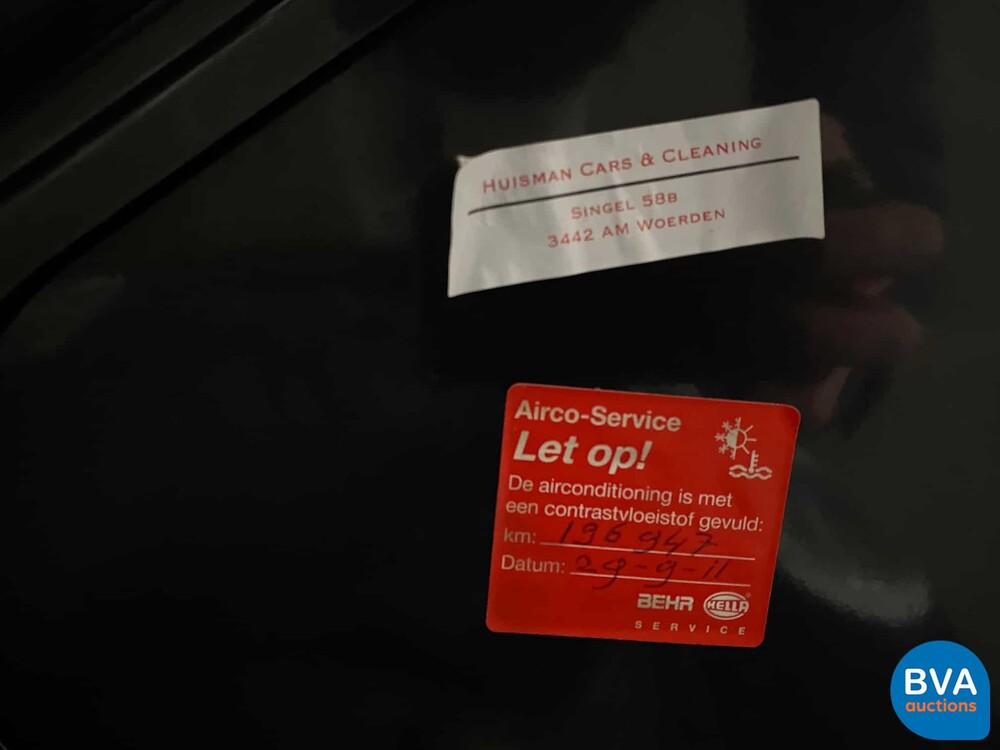 HUISMAN CARS & CLEANING
SINGEL 58B
3442 AM WOERDEN
Airco-Service
Let op!
De airconditioning is met
een contrastvloeistof gevuld:
km: 196 947
Datum: 29-9-11
BEHR HELLA
SERVICE
BVA
auctions